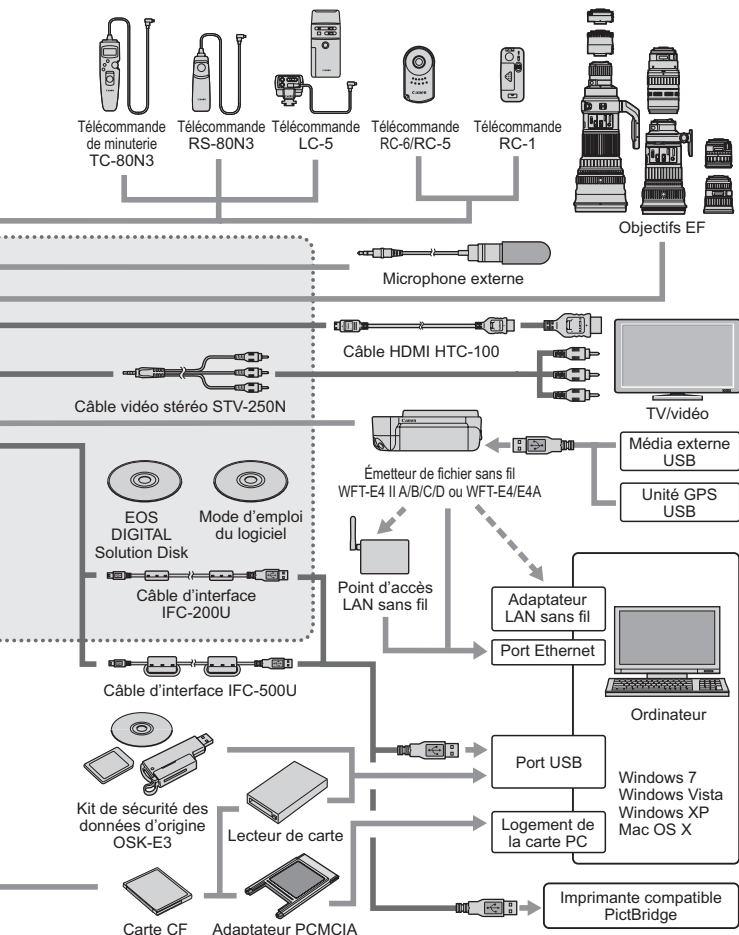 Télécommande
de minuterie
TC-80N3
Télécommande
RS-80N3
Télécommande
LC-5
Télécommande
RC-6/RC-5
Télécommande
RC-1
Objectifs EF
Microphone externe
Câble HDMI HTC-100
Câble vidéo stéréo STV-250N
TV/vidéo
Canon
Émetteur de fichier sans fil
WFT-E4 II A/B/C/D ou WFT-E4/E4A
Média externe
USB
Unité GPS
USB
EOS
DIGITAL
Solution Disk
Mode d'emploi
du logiciel
Câble d'interface
IFC-200U
Point d'accès
LAN sans fil
Adaptateur
LAN sans fil
Port Ethernet
Câble d'interface IFC-500U
Ordinateur
Port USB
Windows 7
Windows Vista
Windows XP
Mac OS X
Kit de sécurité des
données d'origine
OSK-E3
Lecteur de carte
Logement de
la carte PC
Carte CF
Adaptateur PCMCIA
Imprimante compatible
PictBridge